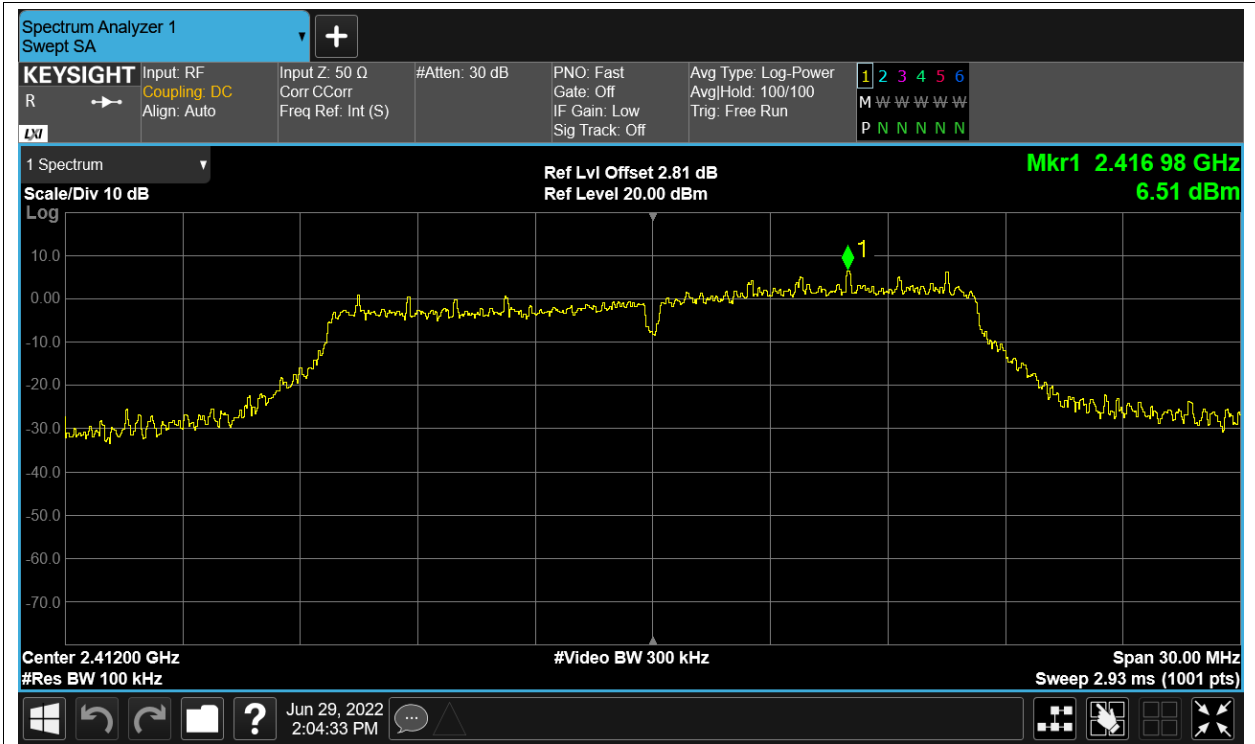 Spectrum Analyzer 1
Swept SA
KEYSIGHT
R
LXI
Input: RF
Coupling: DC
Align: Auto
Input Z: 50 Ω
Corr CCorr
Freq Ref: Int (S)
#Atten: 30 dB
PNO: Fast
Gate: Off
IF Gain: Low
Sig Track: Off
Avg Type: Log-Power
Avg|Hold: 100/100
Trig: Free Run
1 2 3 4 5 6
M W W W W W
P N N N N N
1 Spectrum
Scale/Div 10 dB
Log
Ref Lvl Offset 2.81 dB
Ref Level 20.00 dBm
Mkr1 2.416 98 GHz
6.51 dBm
1
10.0
0.00
-10.0
-20.0
-30.0
-40.0
-50.0
-60.0
-70.0
Center 2.41200 GHz
#Res BW 100 kHz
#Video BW 300 kHz
Span 30.00 MHz
Sweep 2.93 ms (1001 pts)
?
Jun 29, 2022
2:04:33 PM